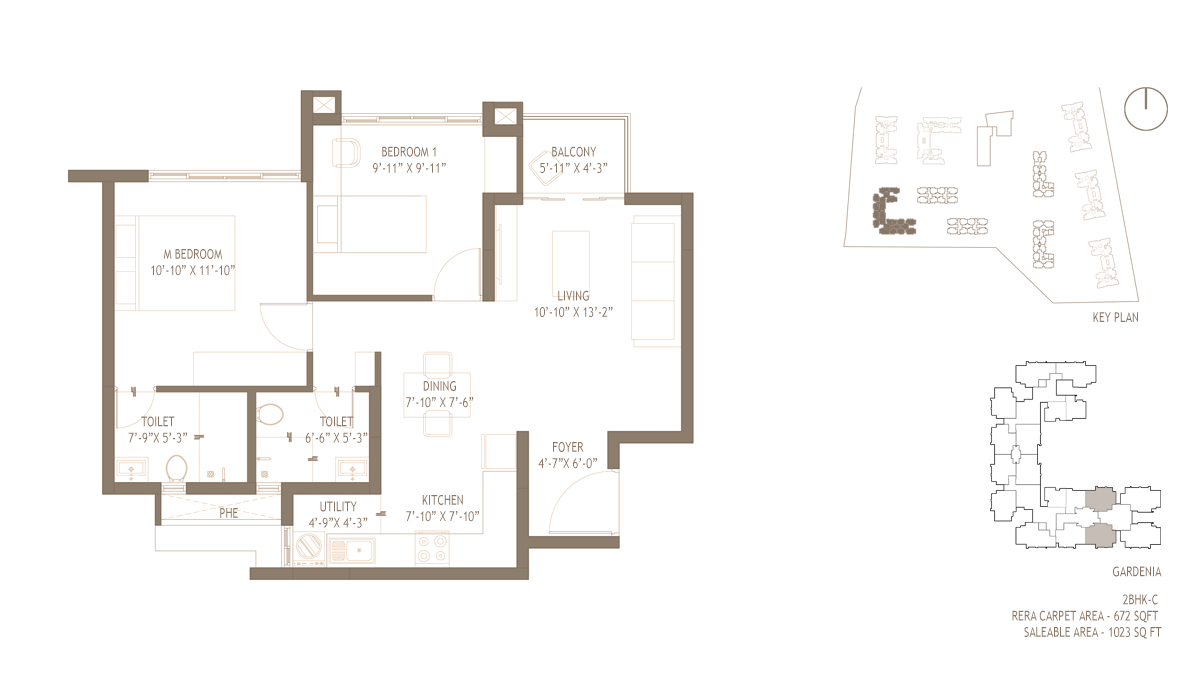 BEDROOM 1
9’-11” X 9’-11”
BALCONY
5’-11” X 4’-3”
M BEDROOM
10’-10” X 11’-10”
LIVING
10’-10” X 13’-2”
DINING
7’-10” X 7’-6”
TOILET
7’-9”X 5’-3”
TOILET
6’-6” X 5’-3”
FOYER
4’-7”X 6’-0”
PHE
UTILITY
4’-9”X 4’-3”
KITCHEN
7’-10” X 7’-10”
KEY PLAN
GARDENIA
2BHK-C
RERA CARPET AREA - 672 SQFT
SALEABLE AREA - 1023 SQ FT